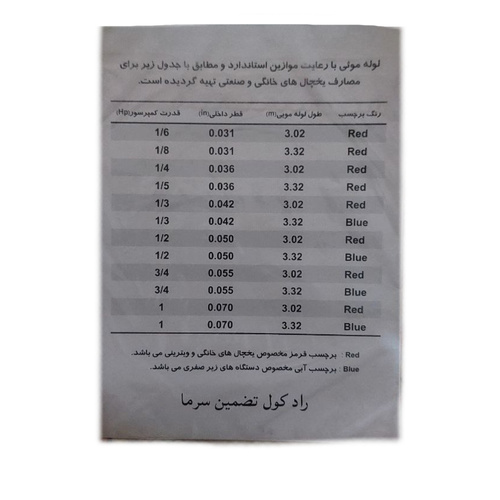 لوله موئی با رعایت موازین استاندارد و مطابق با جدول زیر برای
مصارف یخچال های خانگی و صنعتی تهیه گردیده است.
رنگ برچسب طول لوله مویی(m) قطر داخلی(in) قدرت کمپرسور(Hp)
1/6 0.031 3.02 Red
1/8 0.031 3.32 Red
1/4 0.036 3.02 Red
1/5 0.036 3.32 Red
1/3 0.042 3.02 Red
1/3 0.042 3.32 Blue
1/2 0.050 3.02 Red
1/2 0.050 3.32 Blue
3/4 0.055 3.02 Red
3/4 0.055 3.32 Blue
1 0.070 3.02 Red
1 0.070 3.32 Blue
Red : برچسب قرمز مخصوص یخچال های خانگی و ویترینی می باشد.
Blue : برچسب آبی مخصوص دستگاه های زیر صفری می باشد.
راد کول تضمین سرما